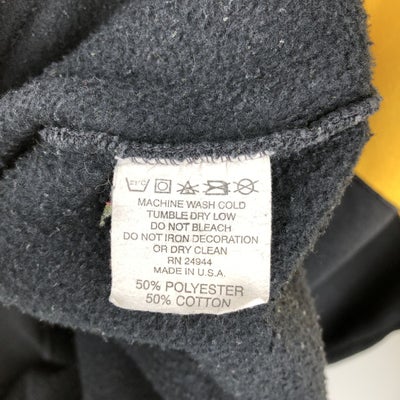 MACHINE WASH COLD
TUMBLE DRY LOW
DO NOT BLEACH
DO NOT IRON DECORATION
OR DRY CLEAN
RN 24944
MADE IN U.S.A.
50% POLYESTER
50% COTTON